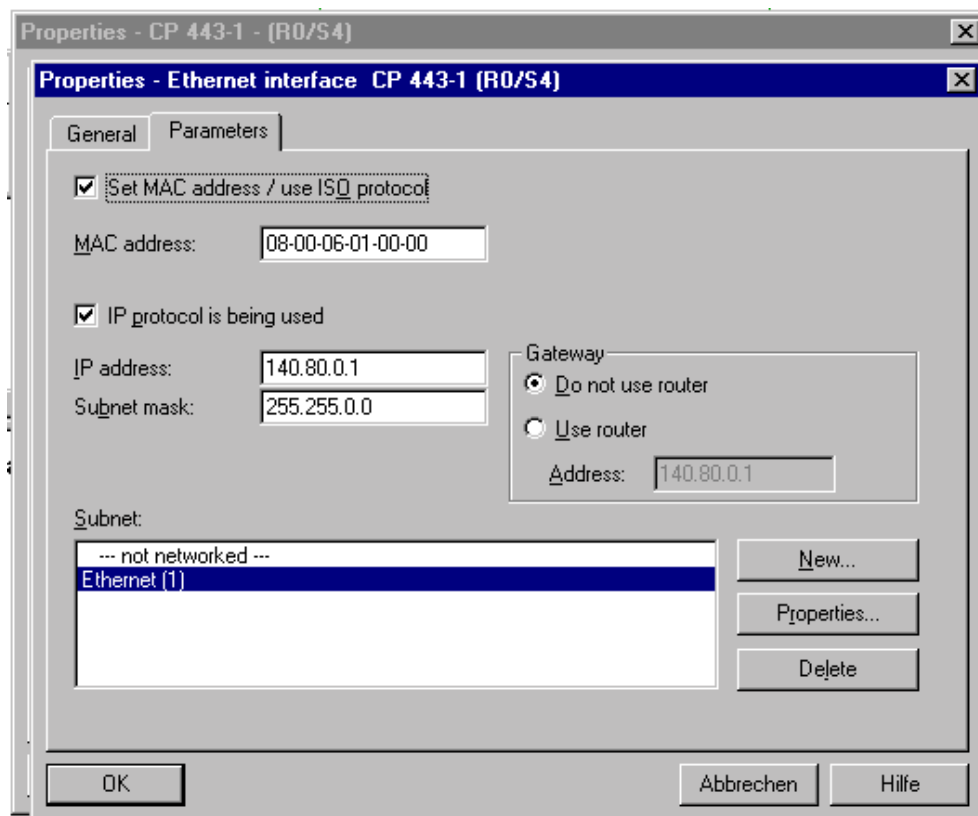 Properties - CP 443-1 - (R0/S4)
Properties - Ethernet interface CP 443-1 (R0/S4)
General Parameters
Set MAC address / use ISO protocol
MAC address: 08-00-06-01-00-00
IP protocol is being used
IP address: 140.80.0.1
Subnet mask: 255.255.0.0
Gateway
Do not use router
Use router
Address: 140.80.0.1
Subnet:
--- not networked ---
Ethernet (1)
New...
Properties...
Delete
OK Abbrechen Hilfe